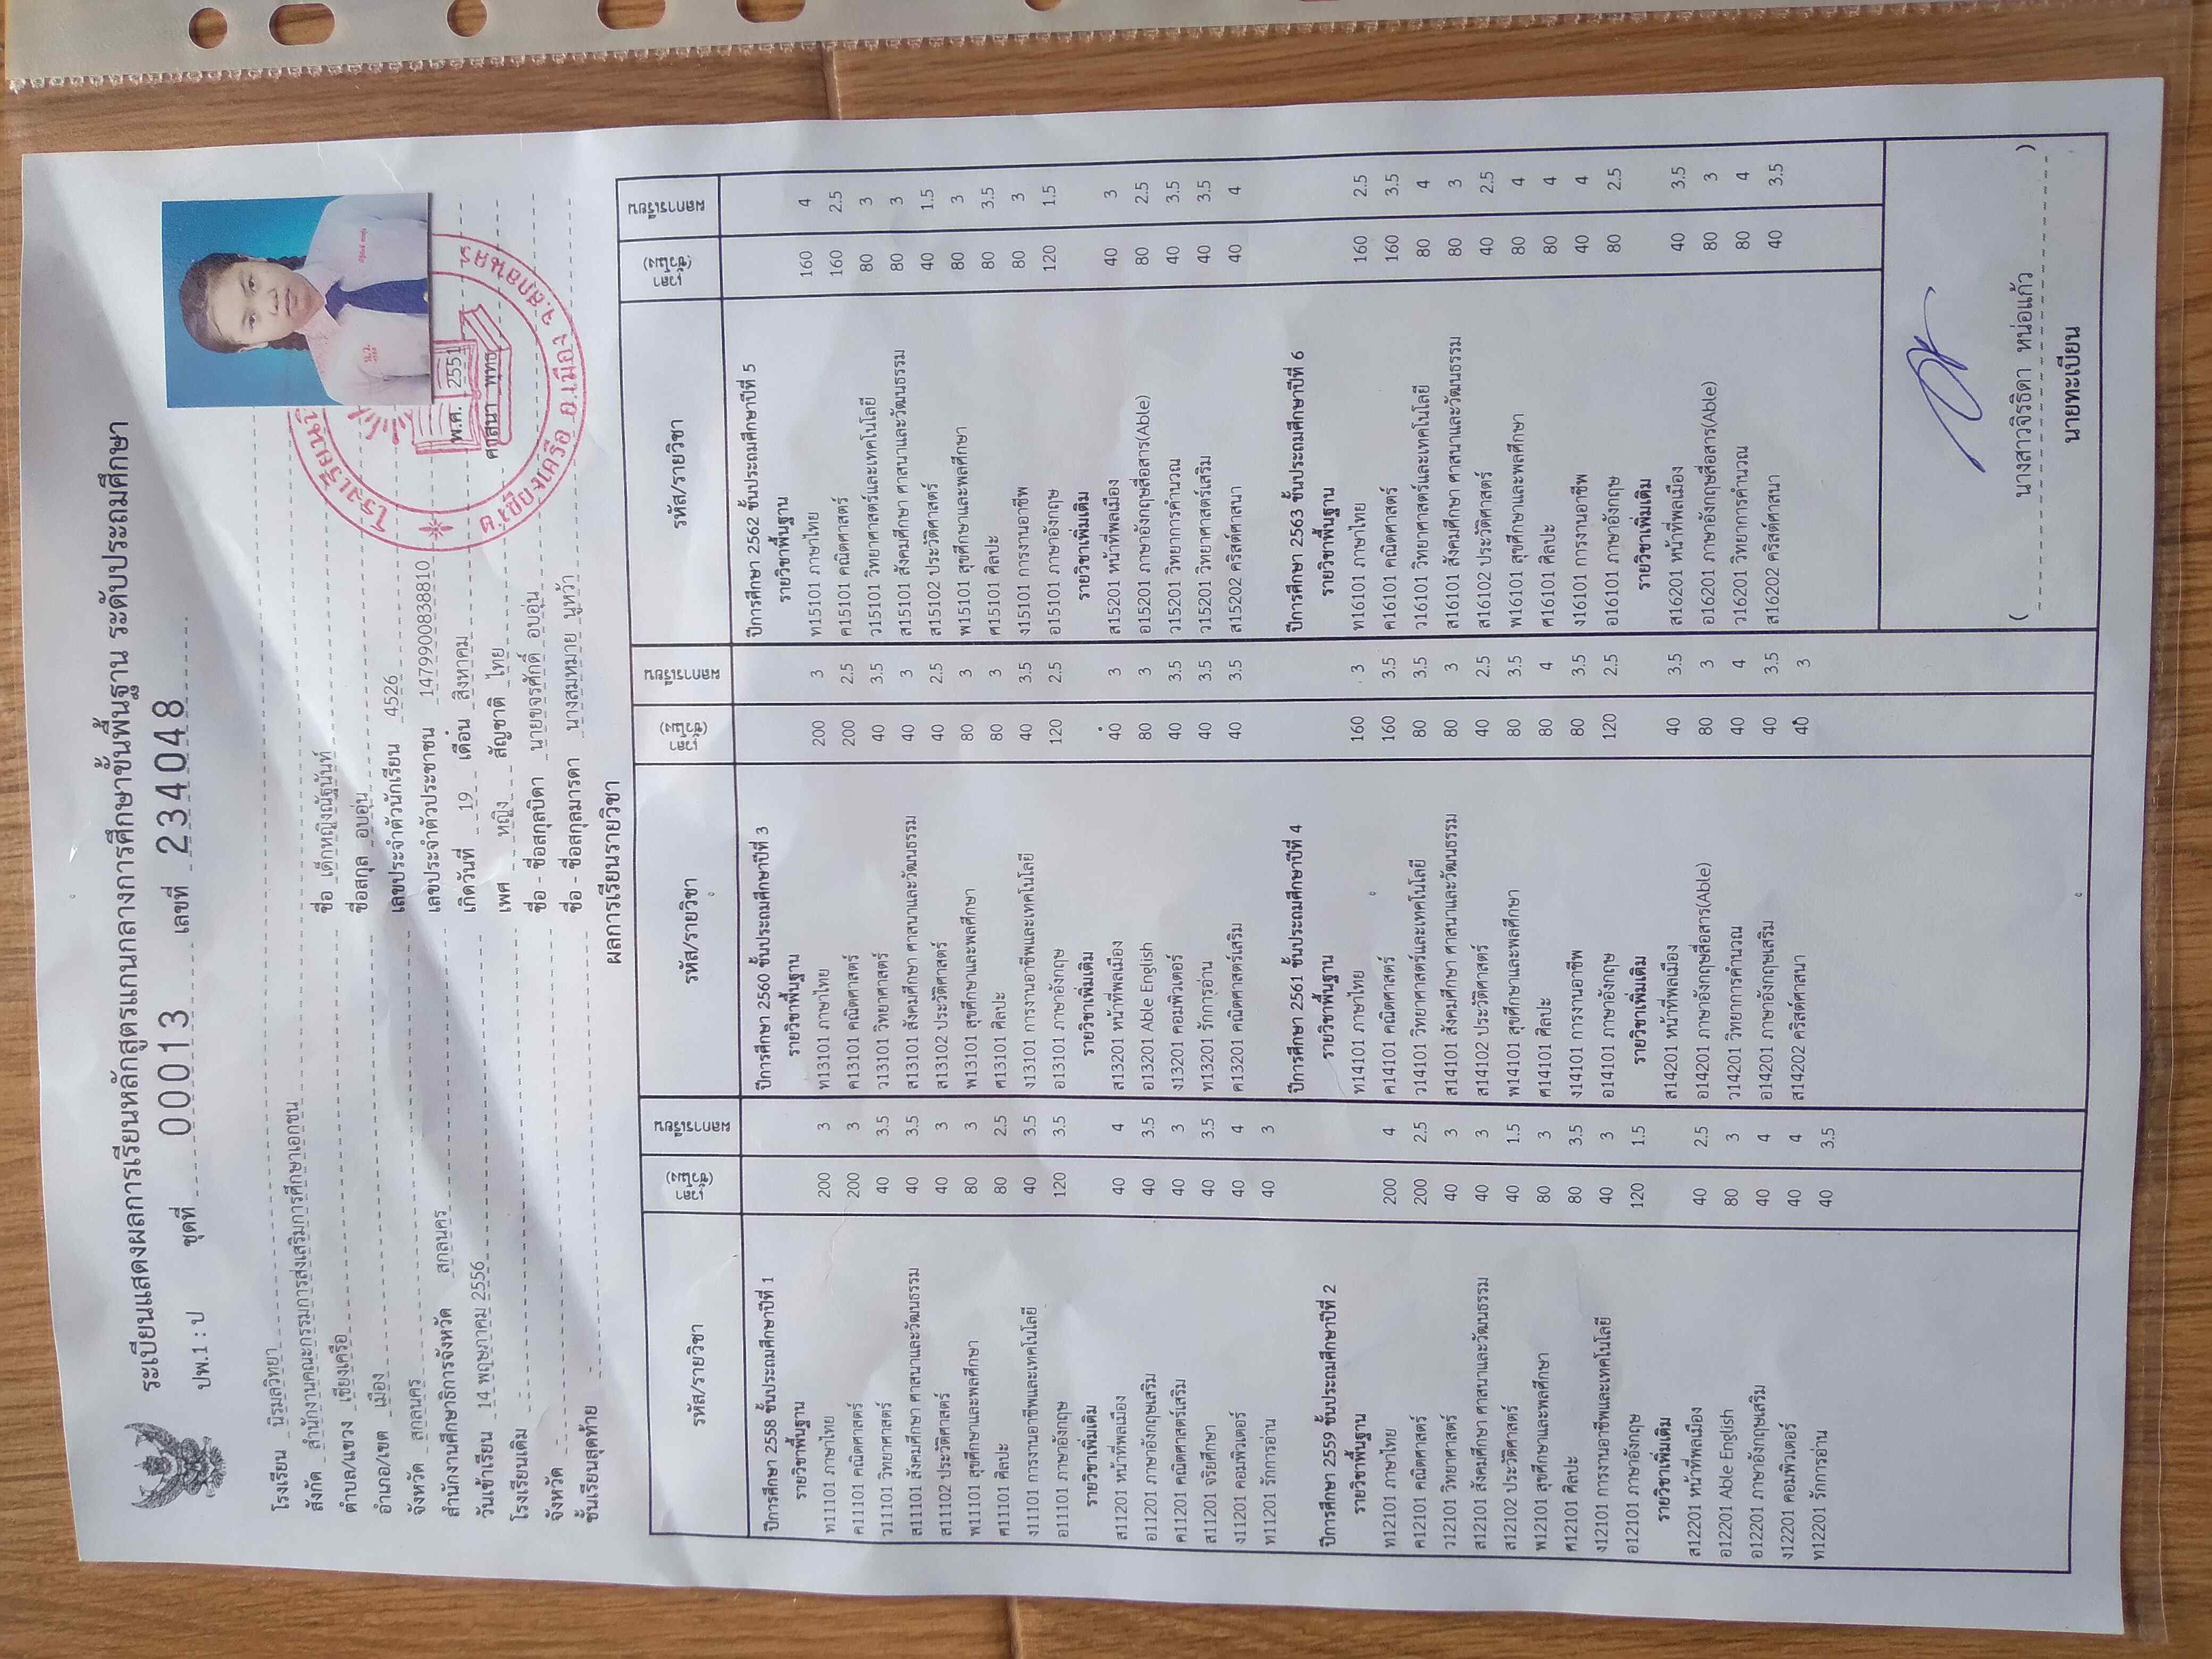 ระเบียนแสดงผลการเรียนหลักสูตรแกนกลางการศึกษาขั้นพื้นฐาน ระดับประถมศึกษา
ปพ.1 : ป ชุดที่ 00013 เลขที่ 234048
โรงเรียน นิรมลวิทยา
สังกัด สำนักงานคณะกรรมการส่งเสริมการศึกษาเอกชน
ตำบล/แขวง เชียงเครือ
อำเภอ/เขต เมือง
จังหวัด สกลนคร
สำนักงานศึกษาธิการจังหวัด สกลนคร
วันเข้าเรียน 14 พฤษภาคม 2556
โรงเรียนเดิม
จังหวัด
ชั้นเรียนสุดท้าย
ชื่อ เด็กหญิงณัฐนันท์
ชื่อสกุล อบอุ่น
เลขประจำตัวนักเรียน 4526
เลขประจำตัวประชาชน 1479900838810
เกิดวันที่ 19 เดือน สิงหาคม พ.ศ. 2551
เพศ หญิง สัญชาติ ไทย ศาสนา พุทธ
ชื่อ - ชื่อสกุลบิดา นายขจรศักดิ์ อบอุ่น
ชื่อ - ชื่อสกุลมารดา นางสมหมาย นูหว้า
ต.เชียงเครือ อ.เมือง จ.สกลนคร
ผลการเรียนรายวิชา
รหัส/รายวิชา เวลา (ชั่วโมง) ผลการเรียน
ปีการศึกษา 2558 ชั้นประถมศึกษาปีที่ 1
รายวิชาพื้นฐาน
ท11101 ภาษาไทย 200 3
ค11101 คณิตศาสตร์ 200 3
ว11101 วิทยาศาสตร์ 40 3.5
ส11101 สังคมศึกษา ศาสนาและวัฒนธรรม 40 3.5
ส11102 ประวัติศาสตร์ 40 3
พ11101 สุขศึกษาและพลศึกษา 80 3
ศ11101 ศิลปะ 80 2.5
ง11101 การงานอาชีพและเทคโนโลยี 40 3.5
อ11101 ภาษาอังกฤษ 120 3.5
รายวิชาเพิ่มเติม
ส11201 หน้าที่พลเมือง 40 4
อ11201 ภาษาอังกฤษเสริม 40 3.5
ค11201 คณิตศาสตร์เสริม 40 3
ส11201 จริยศึกษา 40 3.5
ง11201 คอมพิวเตอร์ 40 4
ท11201 รักการอ่าน 40 3
ปีการศึกษา 2559 ชั้นประถมศึกษาปีที่ 2
รายวิชาพื้นฐาน
ท12101 ภาษาไทย 200 4
ค12101 คณิตศาสตร์ 200 2.5
ว12101 วิทยาศาสตร์ 40 3
ส12101 สังคมศึกษา ศาสนาและวัฒนธรรม 40 3
ส12102 ประวัติศาสตร์ 40 1.5
พ12101 สุขศึกษาและพลศึกษา 80 3
ศ12101 ศิลปะ 80 3.5
ง12101 การงานอาชีพและเทคโนโลยี 40 3
อ12101 ภาษาอังกฤษ 120 1.5
รายวิชาเพิ่มเติม
ส12201 หน้าที่พลเมือง 40 2.5
อ12201 Able English 80 3
อ12201 ภาษาอังกฤษเสริม 40 4
ง12201 คอมพิวเตอร์ 40 4
ท12201 รักการอ่าน 40 3.5
รหัส/รายวิชา เวลา (ชั่วโมง) ผลการเรียน
ปีการศึกษา 2560 ชั้นประถมศึกษาปีที่ 3
รายวิชาพื้นฐาน
ท13101 ภาษาไทย 200 3
ค13101 คณิตศาสตร์ 200 2.5
ว13101 วิทยาศาสตร์ 40 3.5
ส13101 สังคมศึกษา ศาสนาและวัฒนธรรม 40 3
ส13102 ประวัติศาสตร์ 40 2.5
พ13101 สุขศึกษาและพลศึกษา 80 3
ศ13101 ศิลปะ 80 3
ง13101 การงานอาชีพและเทคโนโลยี 40 3.5
อ13101 ภาษาอังกฤษ 120 2.5
รายวิชาเพิ่มเติม
ส13201 หน้าที่พลเมือง 40 3
อ13201 Able English 80 3
ง13201 คอมพิวเตอร์ 40 3.5
ท13201 รักการอ่าน 40 3.5
ค13201 คณิตศาสตร์เสริม 40 3.5
ปีการศึกษา 2561 ชั้นประถมศึกษาปีที่ 4
รายวิชาพื้นฐาน
ท14101 ภาษาไทย 160 3
ค14101 คณิตศาสตร์ 160 3.5
ว14101 วิทยาศาสตร์และเทคโนโลยี 80 3.5
ส14101 สังคมศึกษา ศาสนาและวัฒนธรรม 80 3
ส14102 ประวัติศาสตร์ 40 2.5
พ14101 สุขศึกษาและพลศึกษา 80 3.5
ศ14101 ศิลปะ 80 4
ง14101 การงานอาชีพ 80 3.5
อ14101 ภาษาอังกฤษ 120 2.5
รายวิชาเพิ่มเติม
ส14201 หน้าที่พลเมือง 40 3.5
อ14201 ภาษาอังกฤษสื่อสาร(Able) 80 3
ว14201 วิทยาการคำนวณ 40 4
อ14201 ภาษาอังกฤษเสริม 40 3.5
ส14202 คริสต์ศาสนา 40 3
รหัส/รายวิชา เวลา (ชั่วโมง) ผลการเรียน
ปีการศึกษา 2562 ชั้นประถมศึกษาปีที่ 5
รายวิชาพื้นฐาน
ท15101 ภาษาไทย 160 4
ค15101 คณิตศาสตร์ 160 2.5
ว15101 วิทยาศาสตร์และเทคโนโลยี 80 3
ส15101 สังคมศึกษา ศาสนาและวัฒนธรรม 80 3
ส15102 ประวัติศาสตร์ 40 1.5
พ15101 สุขศึกษาและพลศึกษา 80 3
ศ15101 ศิลปะ 80 3.5
ง15101 การงานอาชีพ 80 3
อ15101 ภาษาอังกฤษ 120 1.5
รายวิชาเพิ่มเติม
ส15201 หน้าที่พลเมือง 40 3
อ15201 ภาษาอังกฤษสื่อสาร(Able) 80 2.5
ว15201 วิทยาการคำนวณ 40 3.5
ว15201 วิทยาศาสตร์เสริม 40 3.5
ส15202 คริสต์ศาสนา 40 4
ปีการศึกษา 2563 ชั้นประถมศึกษาปีที่ 6
รายวิชาพื้นฐาน
ท16101 ภาษาไทย 160 2.5
ค16101 คณิตศาสตร์ 160 3.5
ว16101 วิทยาศาสตร์และเทคโนโลยี 80 4
ส16101 สังคมศึกษา ศาสนาและวัฒนธรรม 80 3
ส16102 ประวัติศาสตร์ 40 2.5
พ16101 สุขศึกษาและพลศึกษา 80 4
ศ16101 ศิลปะ 80 4
ง16101 การงานอาชีพ 40 4
อ16101 ภาษาอังกฤษ 80 2.5
รายวิชาเพิ่มเติม
ส16201 หน้าที่พลเมือง 40 3.5
อ16201 ภาษาอังกฤษสื่อสาร(Able) 80 3
ว16201 วิทยาการคำนวณ 80 4
ส16202 คริสต์ศาสนา 40 3.5
( นางสาวจิรธิดา หน่อแก้ว )
นายทะเบียน